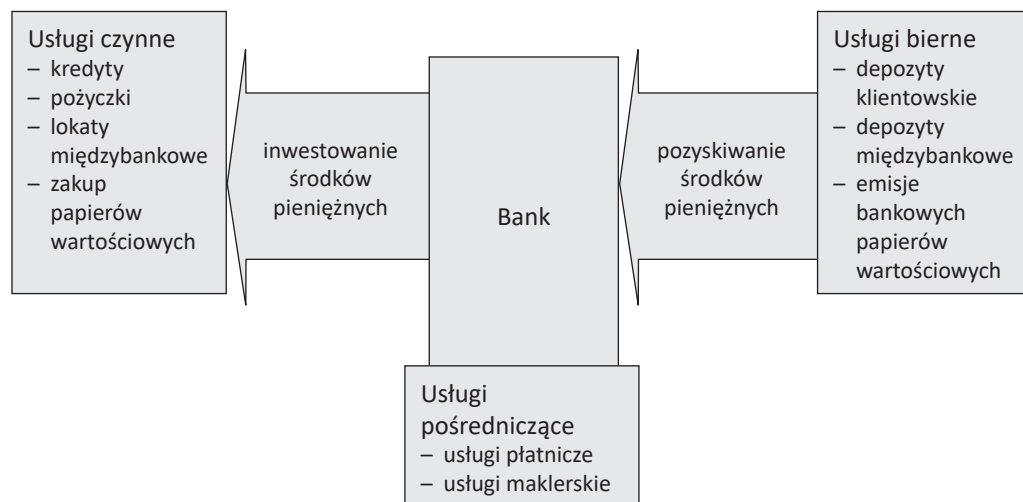 Usługi czynne
– kredyty
– pożyczki
– lokaty
międzybankowe
– zakup
papierów
wartościowych
inwestowanie
środków
pieniężnych
Bank
pozyskiwanie
środków
pieniężnych
Usługi bierne
– depozyty
klientowskie
– depozyty
międzybankowe
– emisje
bankowych
papierów
wartościowych
Usługi
pośredniczące
– usługi płatnicze
– usługi maklerskie